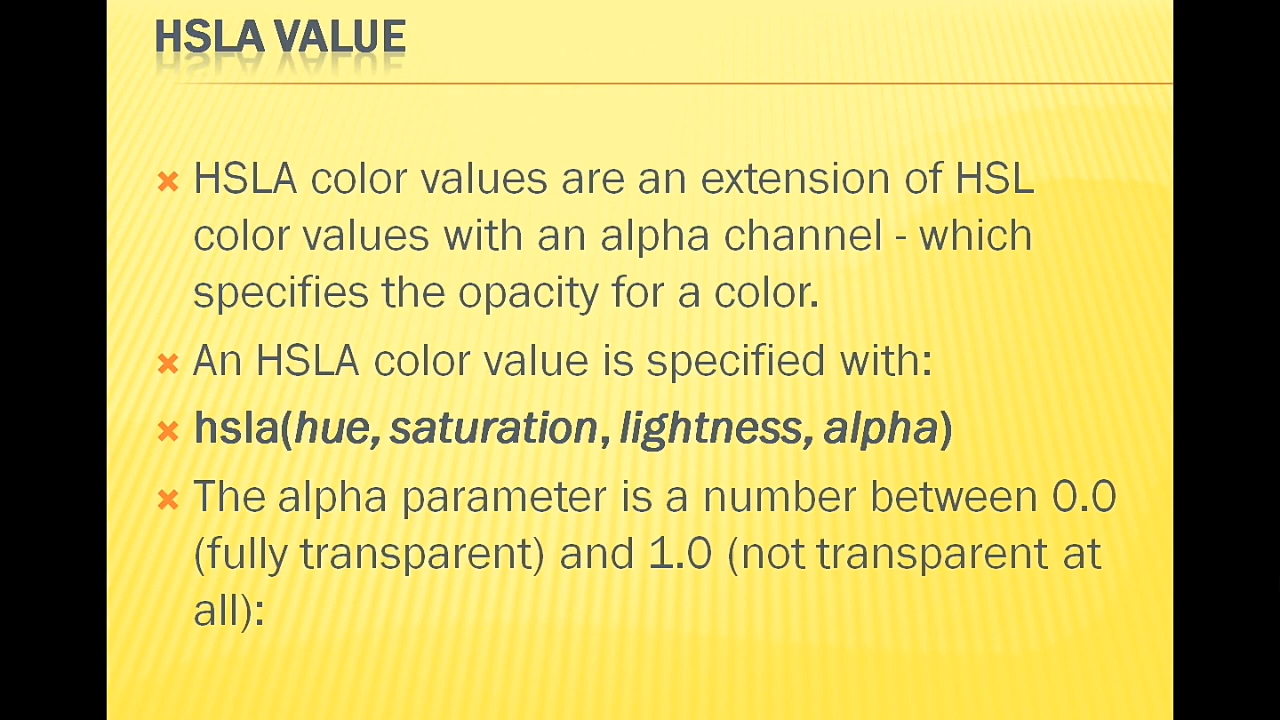 HSLA VALUE
HSLA color values are an extension of HSL
color values with an alpha channel - which
specifies the opacity for a color.
An HSLA color value is specified with:
hsla(hue, saturation, lightness, alpha)
The alpha parameter is a number between 0.0
(fully transparent) and 1.0 (not transparent at
all):